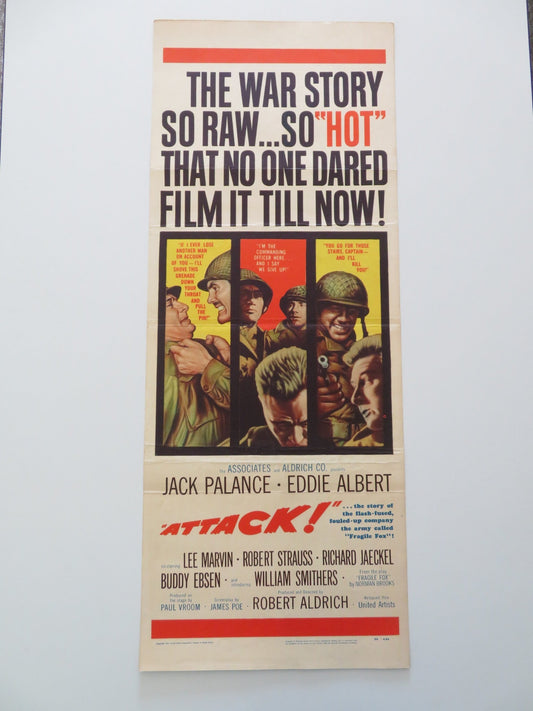 THE WAR STORY
SO RAW...SO "HOT"
THAT NO ONE DARED
FILM IT TILL NOW!
"IF I EVER LOSE
ANOTHER MAN
ON ACCOUNT
OF YOU — I'LL
SHOVE THIS
GRENADE
DOWN
YOUR
THROAT
AND
PULL
THE
PIN!"
"I'M THE
COMMANDING
OFFICER HERE...
AND I SAY
WE GIVE UP!"
"YOU GO FOR THOSE
STAIRS, CAPTAIN—
AND I'LL
KILL
YOU!"
The ASSOCIATES and ALDRICH CO. presents
JACK PALANCE · EDDIE ALBERT
"ATTACK!"
...the story of
the flash-fused,
fouled-up company
the army called
"Fragile Fox"!
co-starring LEE MARVIN · ROBERT STRAUSS · RICHARD JAECKEL ·
BUDDY EBSEN · and introducing WILLIAM SMITHERS ·
From the play
"FRAGILE FOX"
by NORMAN BROOKS
Produced on
the stage by
PAUL VROOM ·
Screenplay by
JAMES POE ·
Produced and Directed by
ROBERT ALDRICH
Released thru
United Artists